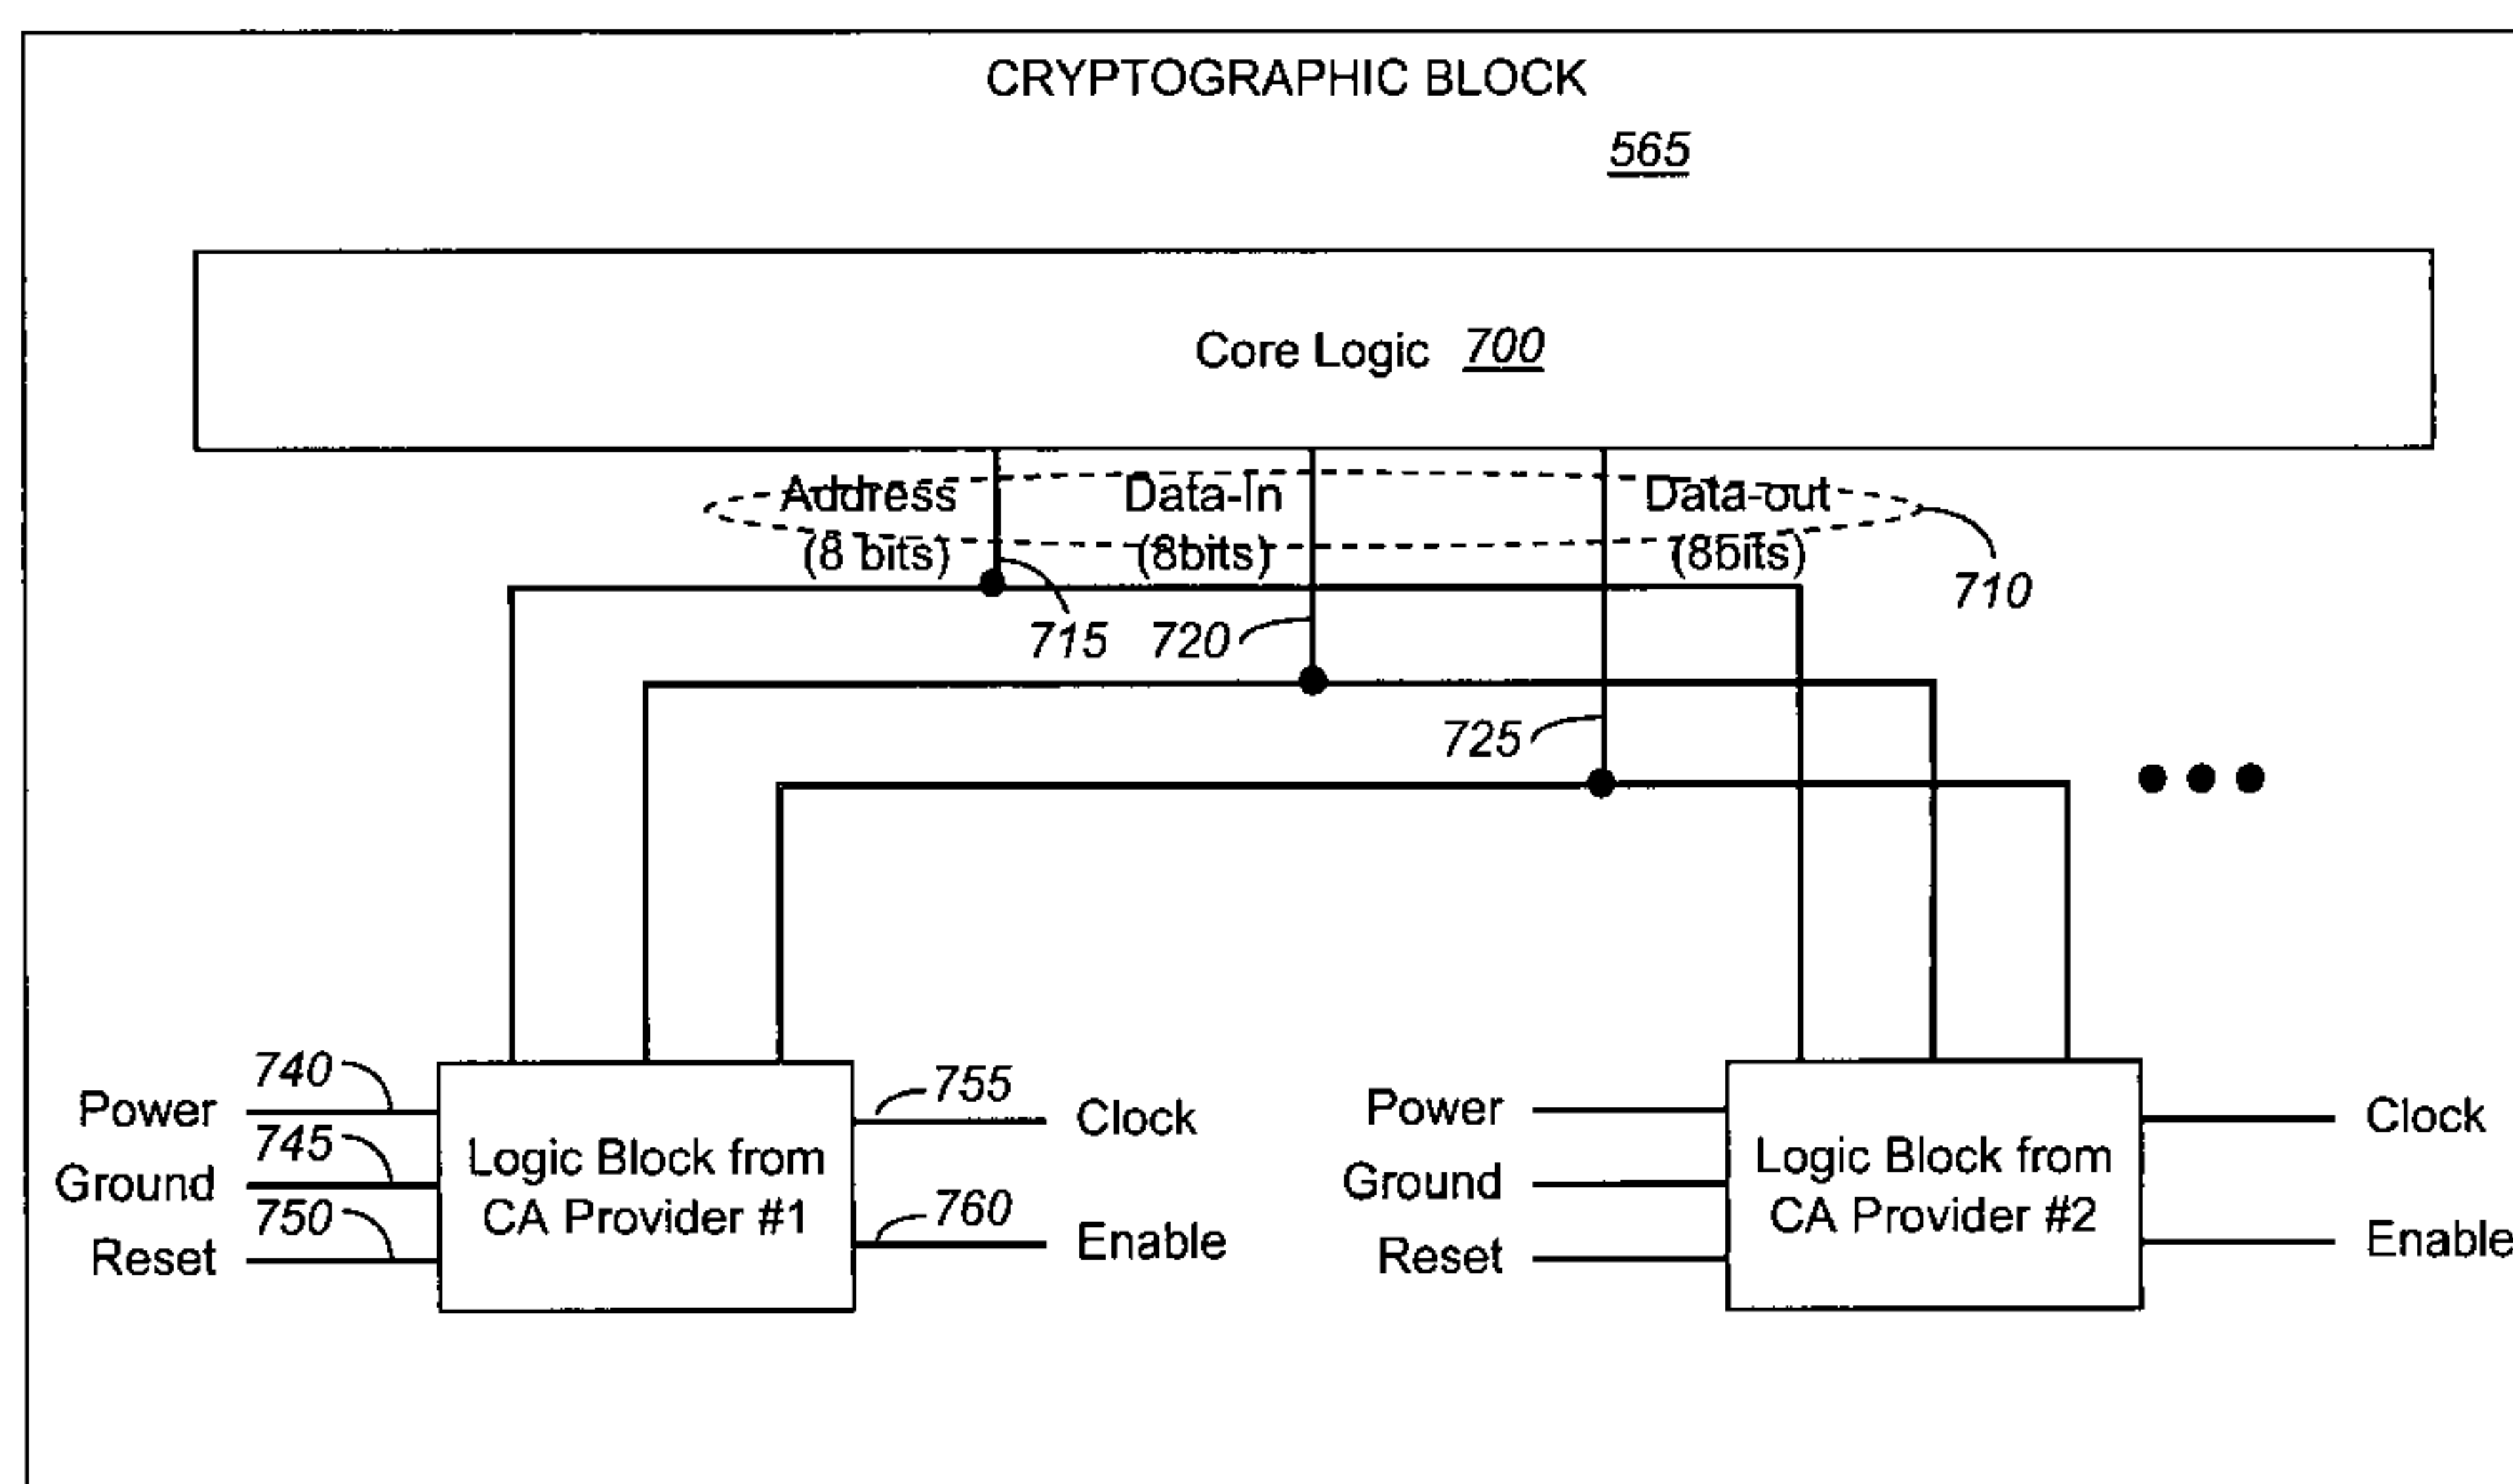 CRYPTOGRAPHIC BLOCK
565
Core Logic 700
Address Data-In Data-out
(8 bits) (8bits) (8bits)
710
715 720
725
740 755
Power Clock Power Clock
745
Logic Block from Logic Block from
Ground Ground
750 CA Provider #1 760 CA Provider #2
Reset Enable Reset Enable